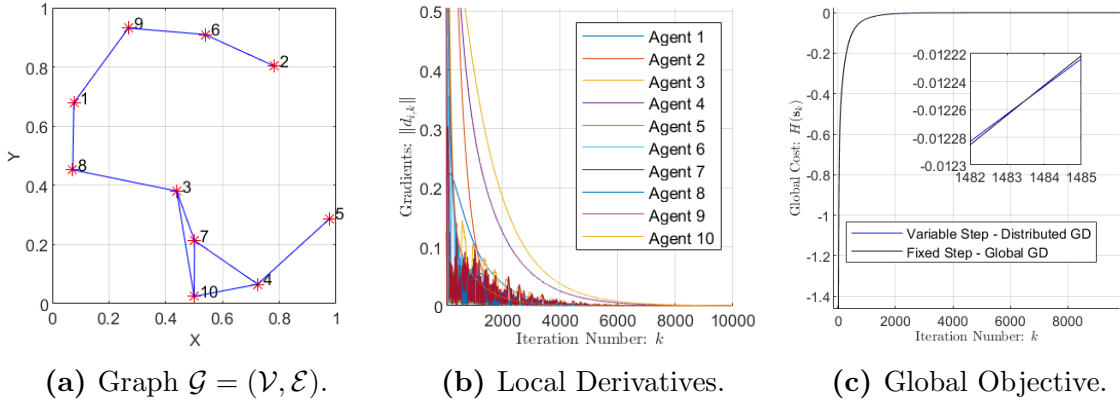 1
0.8
0.6
0.4
0.2
0
0
0.2
0.4
0.6
0.8
1
X
Y
9
6
2
1
8
3
7
5
4
10
0.5
0.4
0.3
0.2
0.1
0
2000
4000
6000
8000
10000
Iteration Number: k
Gradients: ‖d_{i,k}‖
Agent 1
Agent 2
Agent 3
Agent 4
Agent 5
Agent 6
Agent 7
Agent 8
Agent 9
Agent 10
0
-0.2
-0.4
-0.6
-0.8
-1
-1.2
-1.4
0
2000
4000
6000
8000
Iteration Number: k
Global Cost: H(s_k)
-0.01222
-0.01224
-0.01226
-0.01228
-0.0123
1482
1483
1484
1485
Variable Step - Distributed GD
Fixed Step - Global GD
(a) Graph 𝒢 = (𝒱, ℰ).
(b) Local Derivatives.
(c) Global Objective.